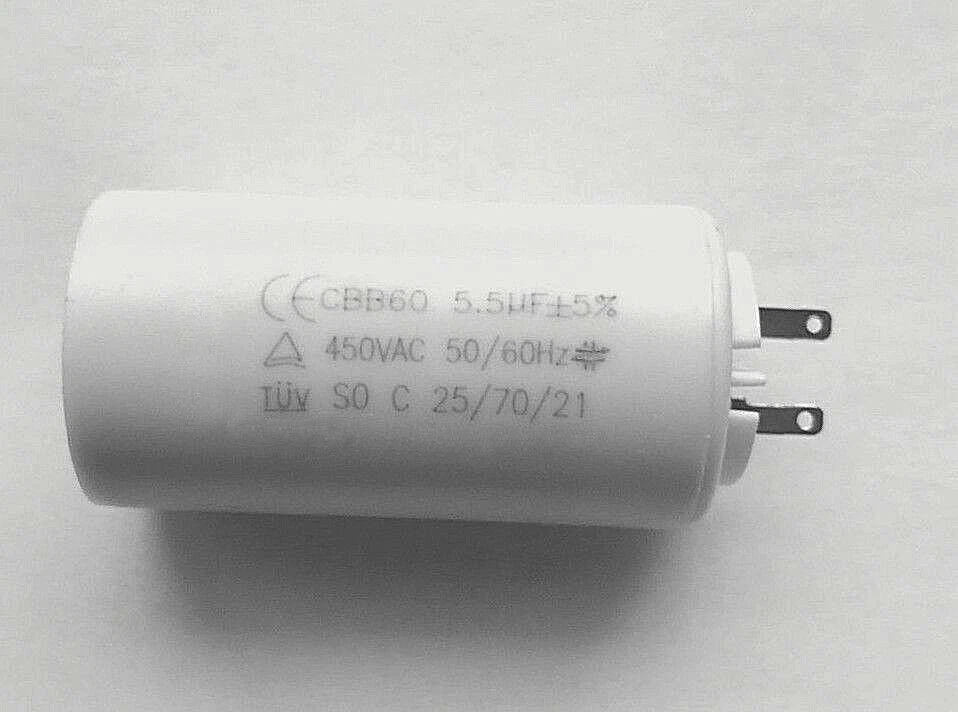 CE CBB60 5.5µF±5%
450VAC 50/60Hz
TÜV S0 C 25/70/21